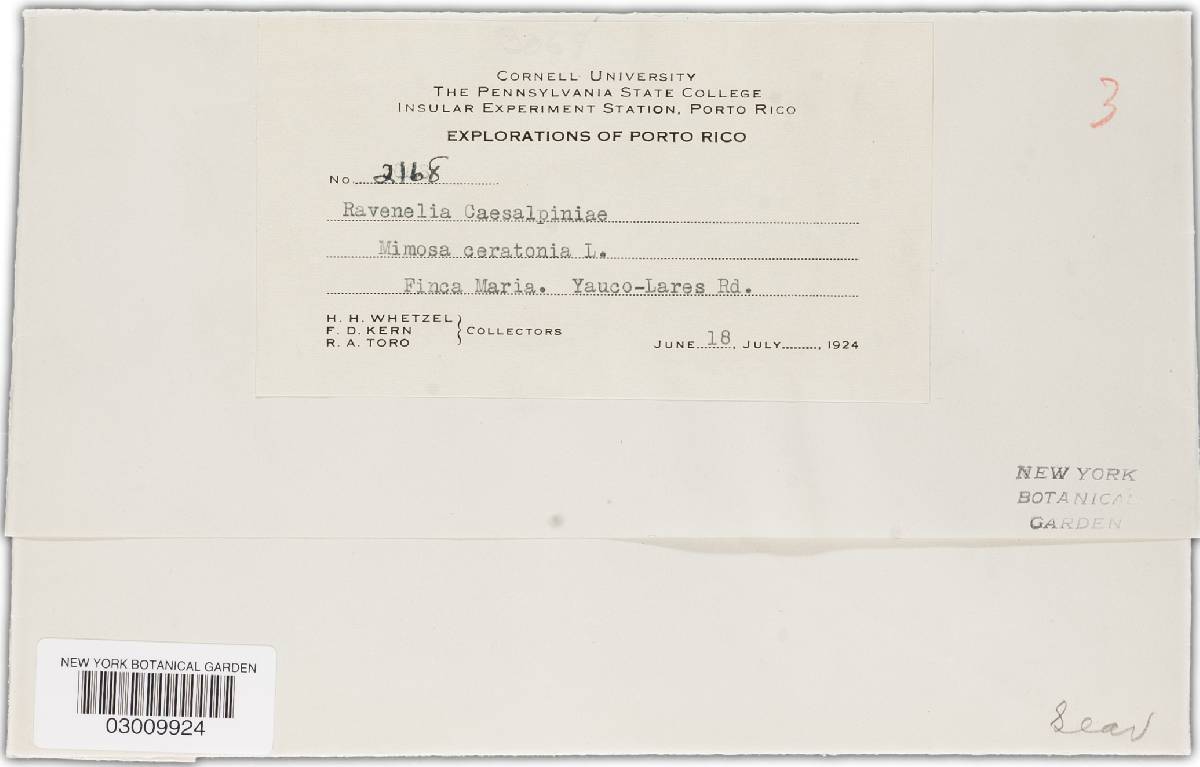 CORNELL UNIVERSITY
THE PENNSYLVANIA STATE COLLEGE
INSULAR EXPERIMENT STATION, PORTO RICO
EXPLORATIONS OF PORTO RICO
3
No. 2168
Ravenelia Caesalpiniae
Mimosa ceratonia L.
Finca Maria. Yauco-Lares Rd.
H. H. WHETZEL
F. D. KERN } COLLECTORS
R. A. TORO
JUNE 18, JULY........, 1924
NEW YORK
BOTANICAL
GARDEN
NEW YORK BOTANICAL GARDEN
03009924